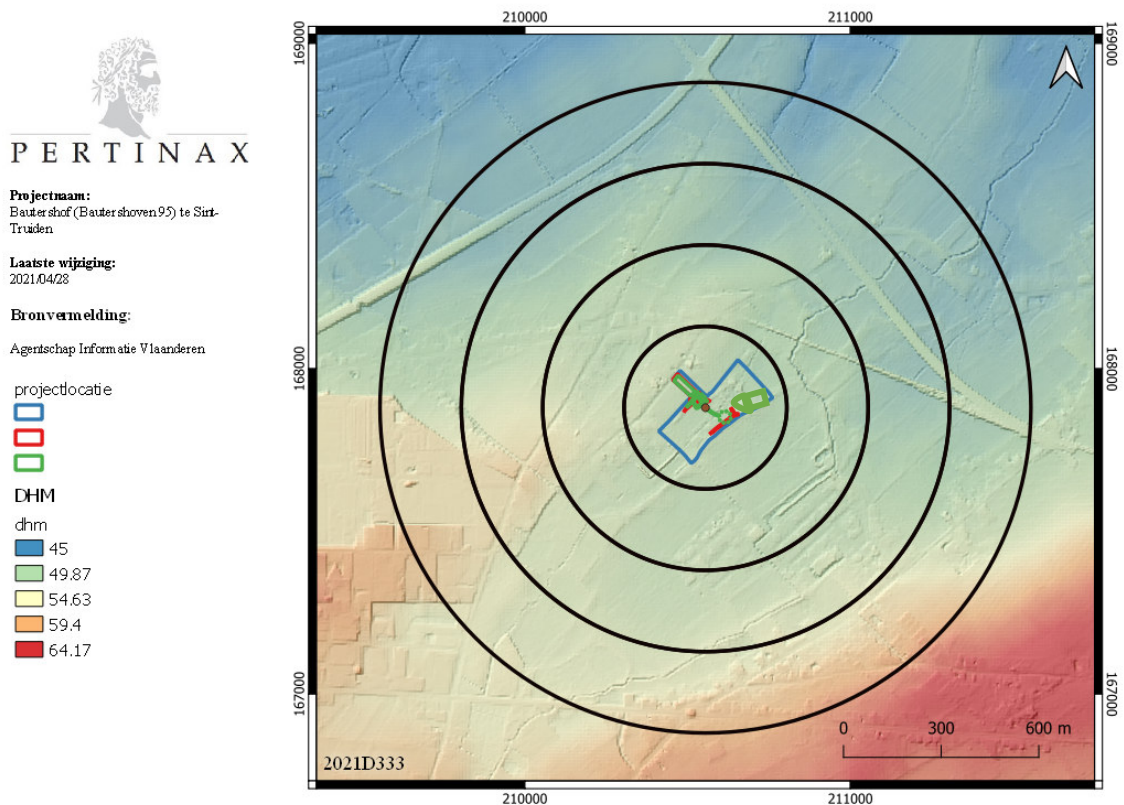 PERTINAX
Projectnaam:
Bautershof (Bautershoven 95) te Sint-
Truiden
Laatste wijziging:
2021/04/28
Bronvermelding:
Agentschap Informatie Vlaanderen
projectlocatie
DHM
dhm
45
49.87
54.63
59.4
64.17
210000
211000
169000
169000
168000
168000
167000
167000
0 300 600 m
2021D333
210000
211000